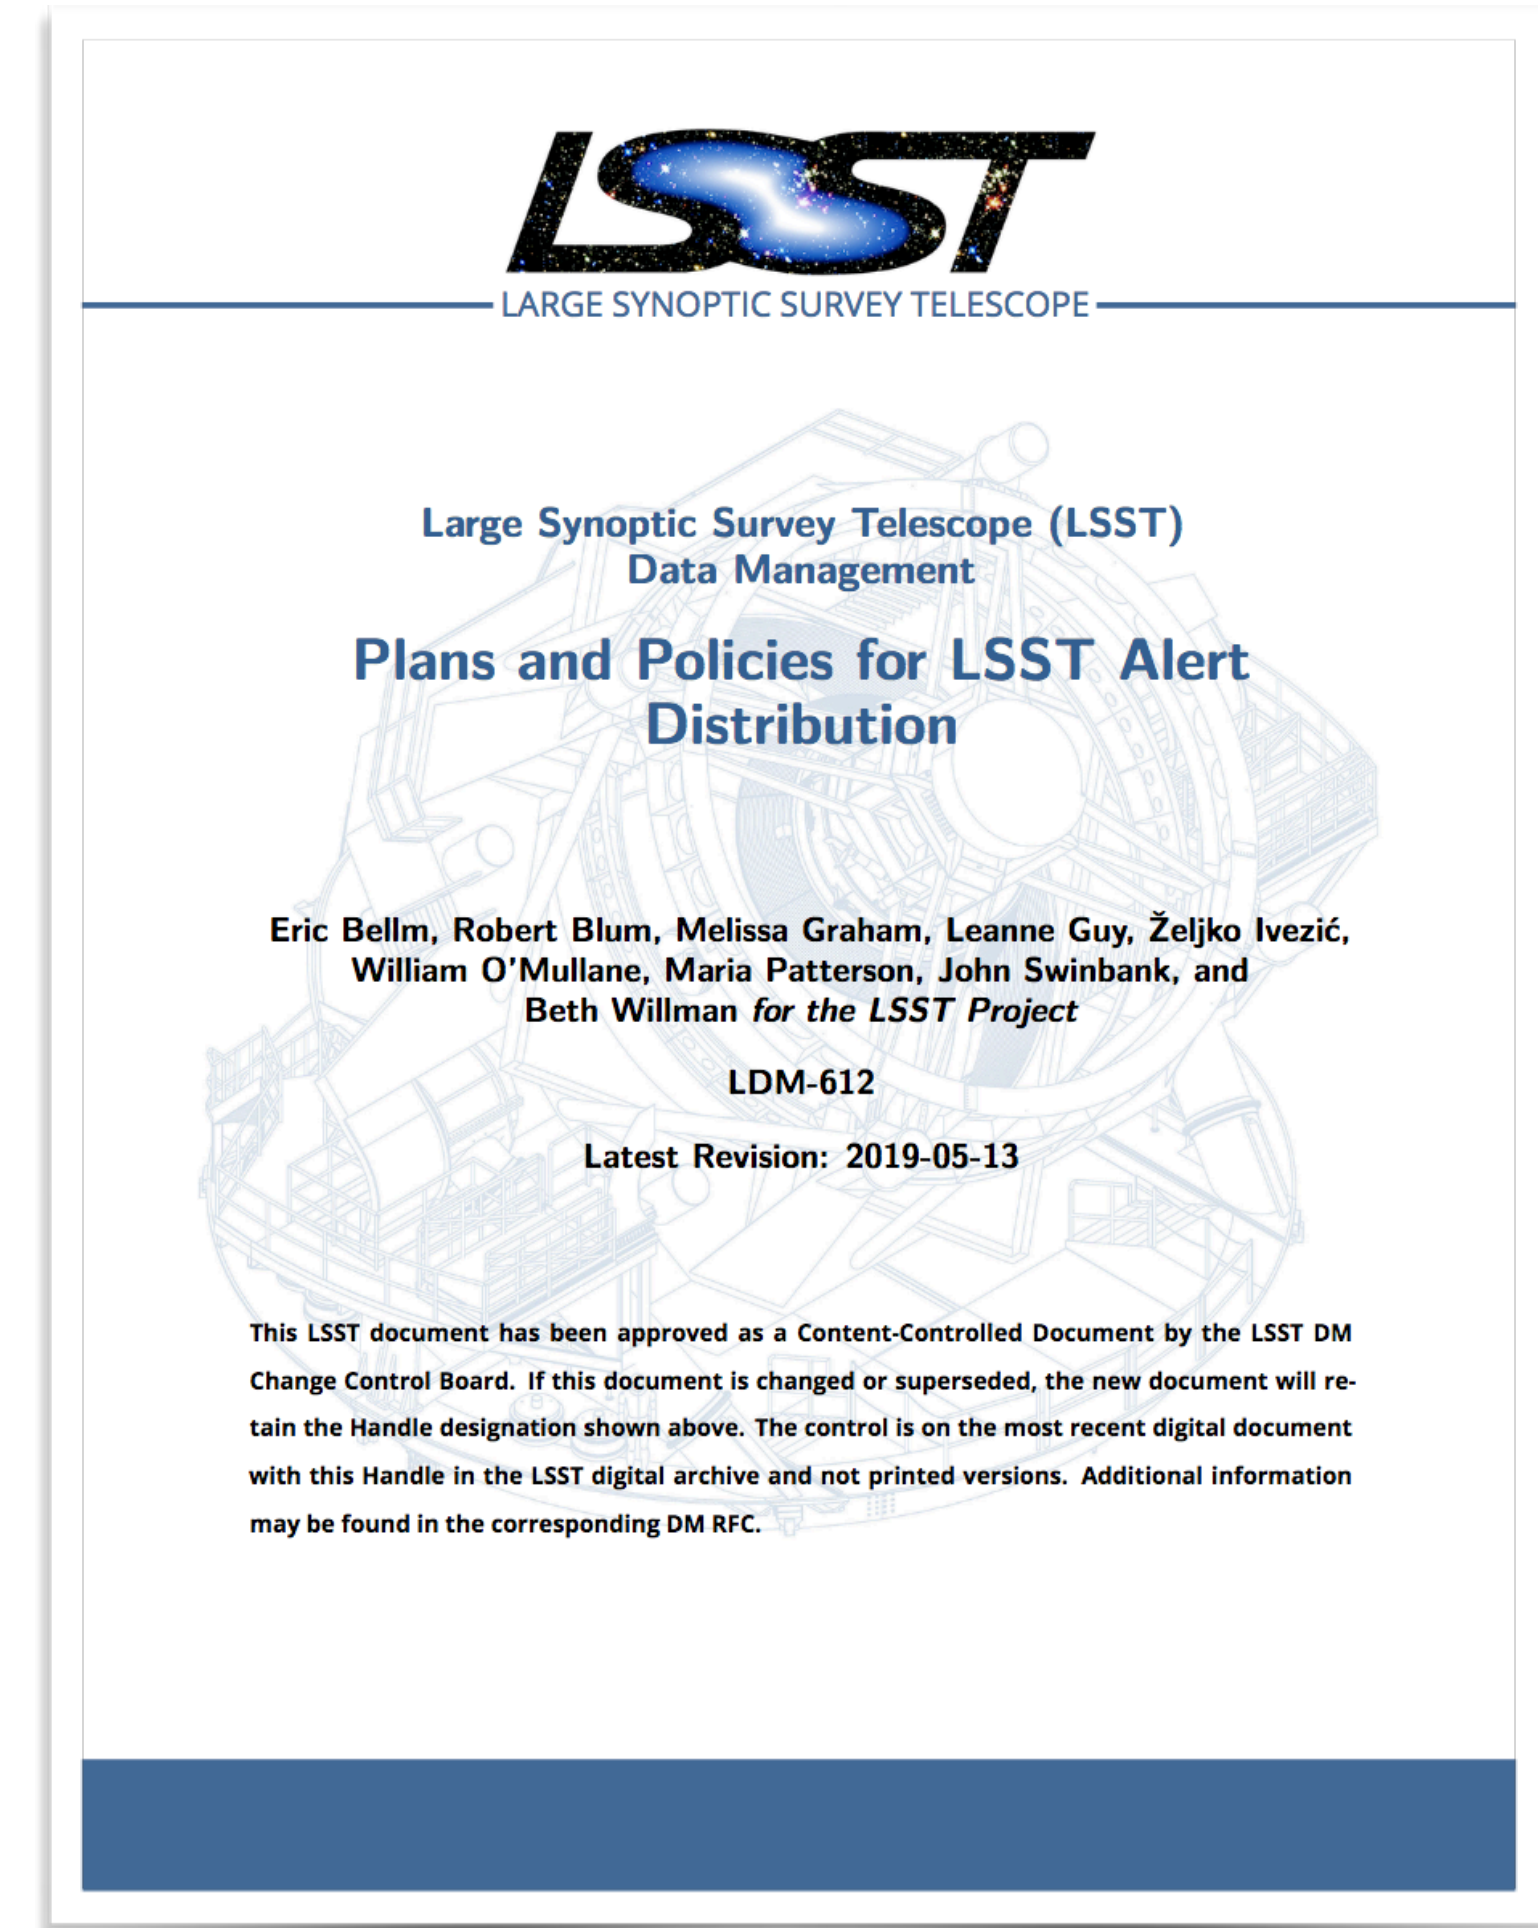 LSST
LARGE SYNOPTIC SURVEY TELESCOPE
Large Synoptic Survey Telescope (LSST)
Data Management
Plans and Policies for LSST Alert
Distribution
Eric Bellm, Robert Blum, Melissa Graham, Leanne Guy, Željko Ivezić,
William O'Mullane, Maria Patterson, John Swinbank, and
Beth Willman for the LSST Project
LDM-612
Latest Revision: 2019-05-13
This LSST document has been approved as a Content-Controlled Document by the LSST DM
Change Control Board. If this document is changed or superseded, the new document will re-
tain the Handle designation shown above. The control is on the most recent digital document
with this Handle in the LSST digital archive and not printed versions. Additional information
may be found in the corresponding DM RFC.